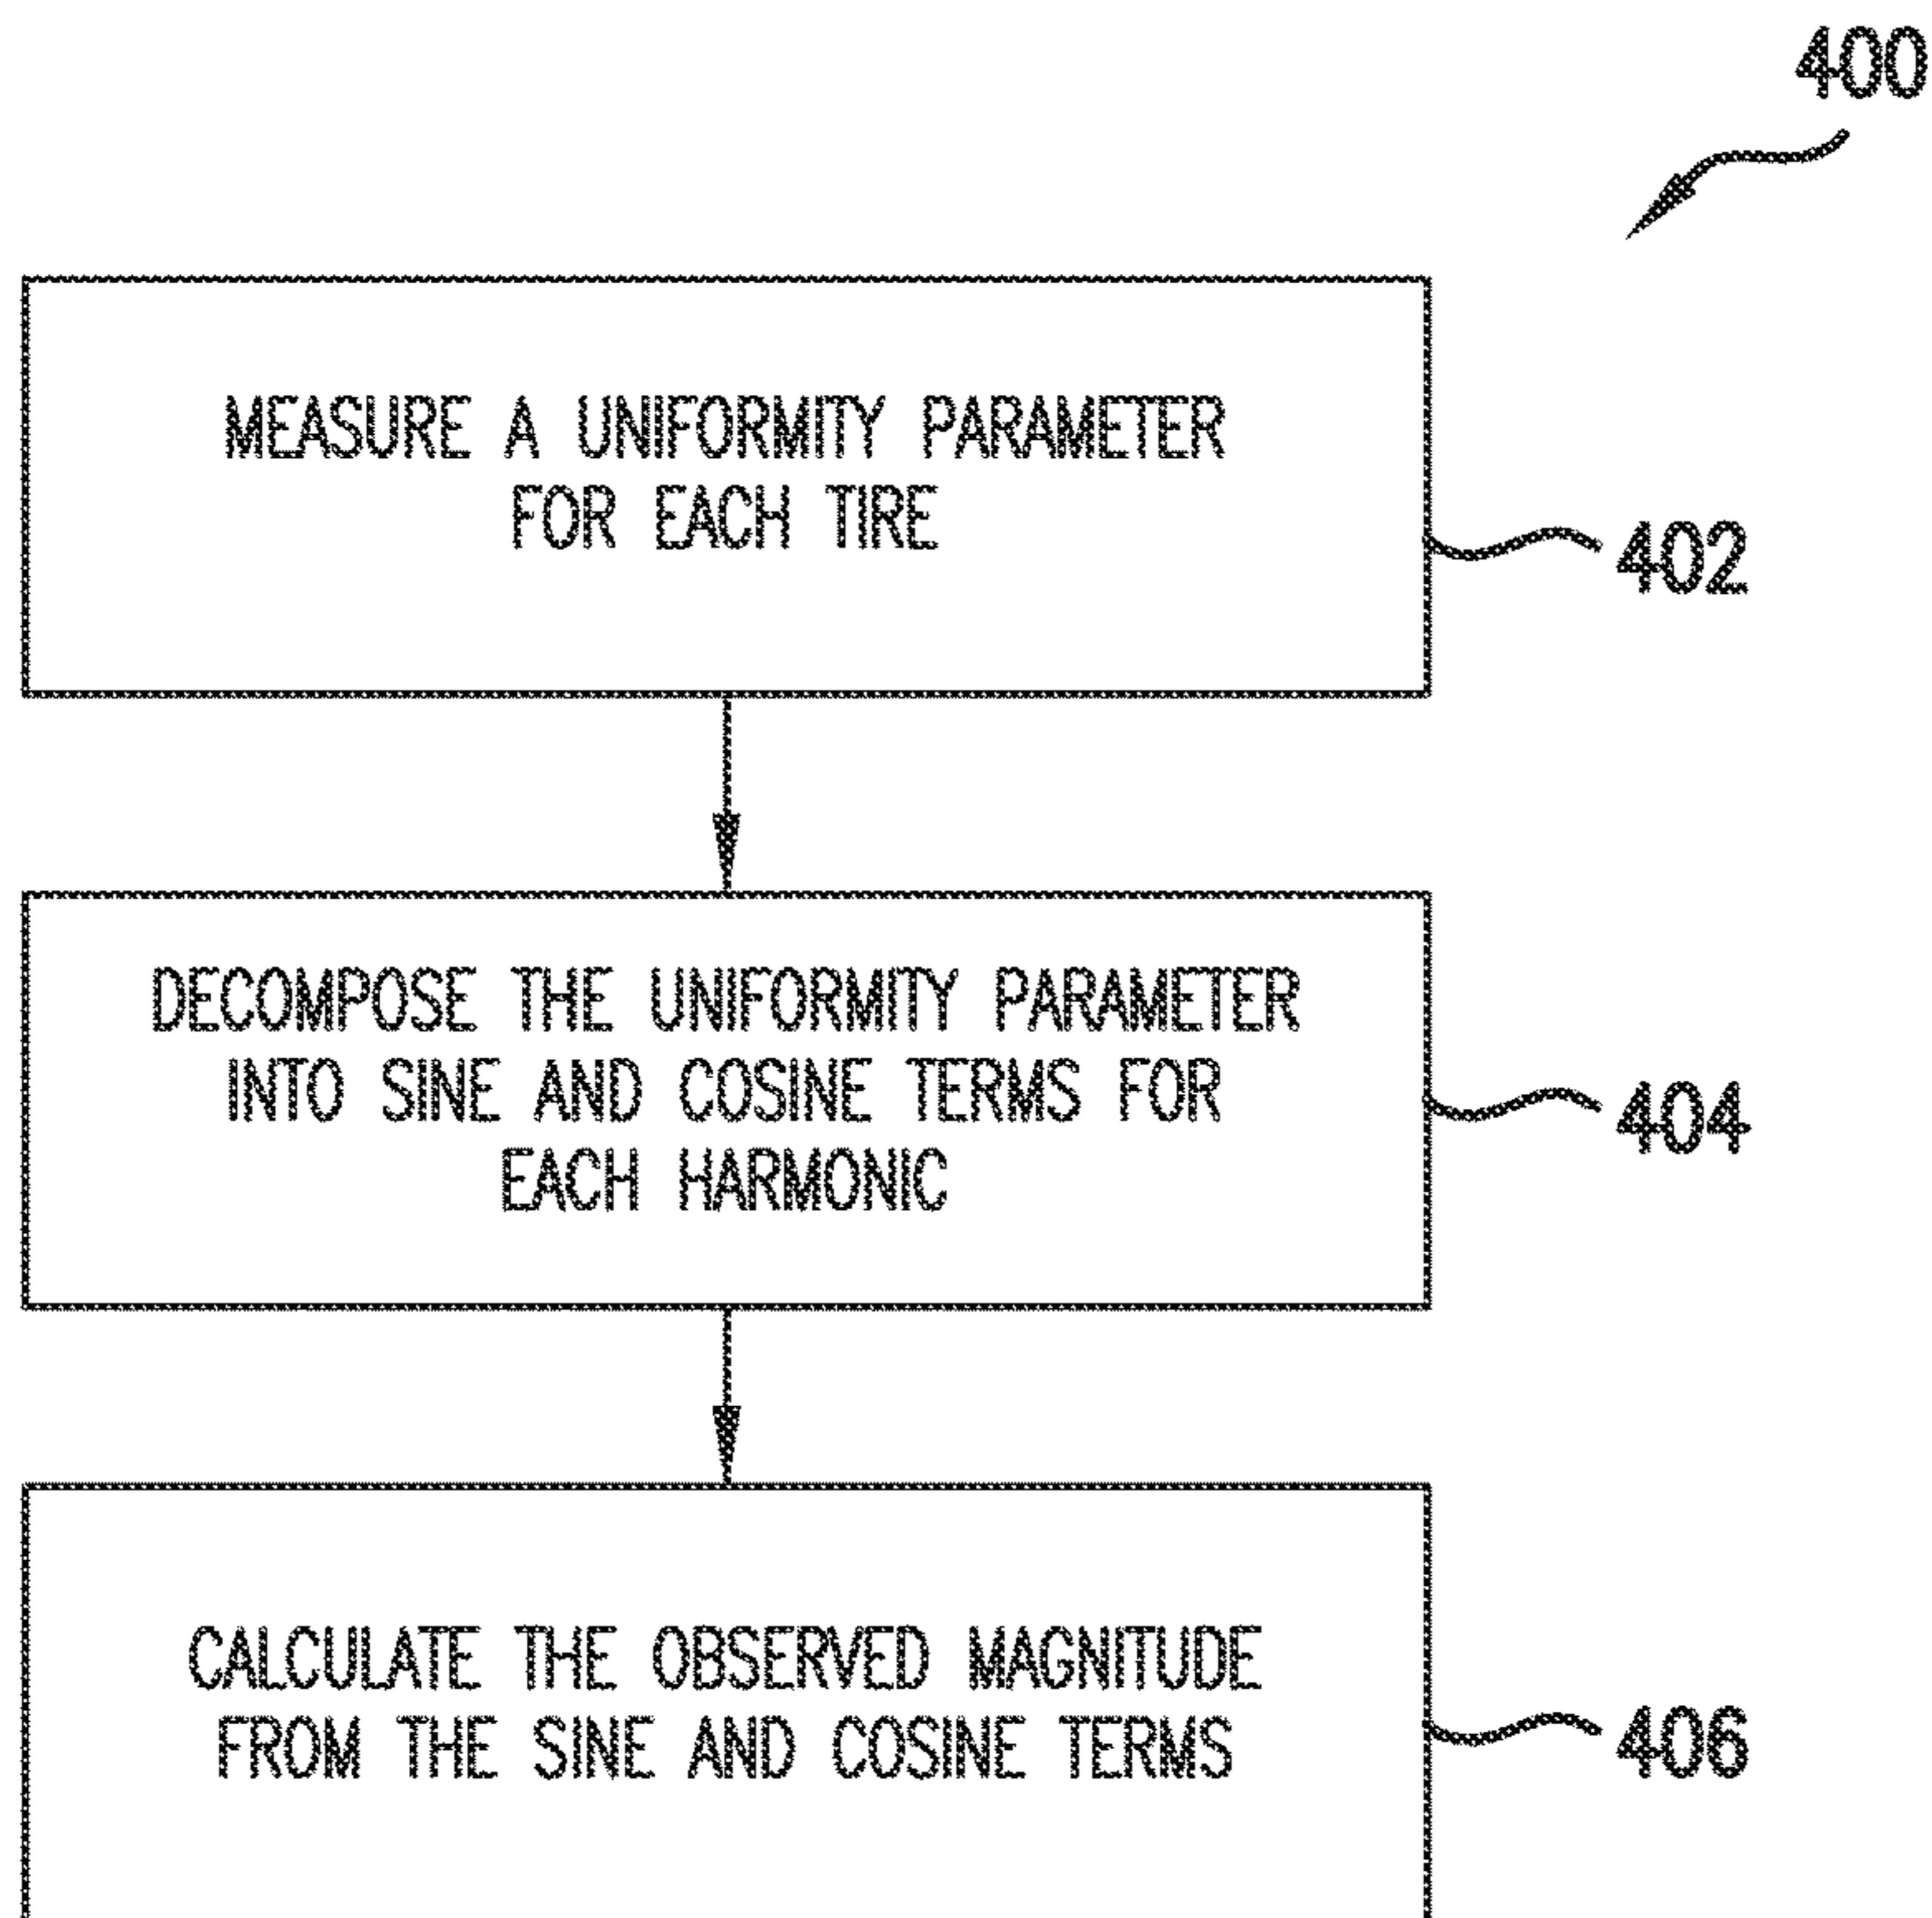 400
MEASURE A UNIFORMITY PARAMETER
FOR EACH TIRE
402
DECOMPOSE THE UNIFORMITY PARAMETER
INTO SINE AND COSINE TERMS FOR
EACH HARMONIC
404
CALCULATE THE OBSERVED MAGNITUDE
FROM THE SINE AND COSINE TERMS
406